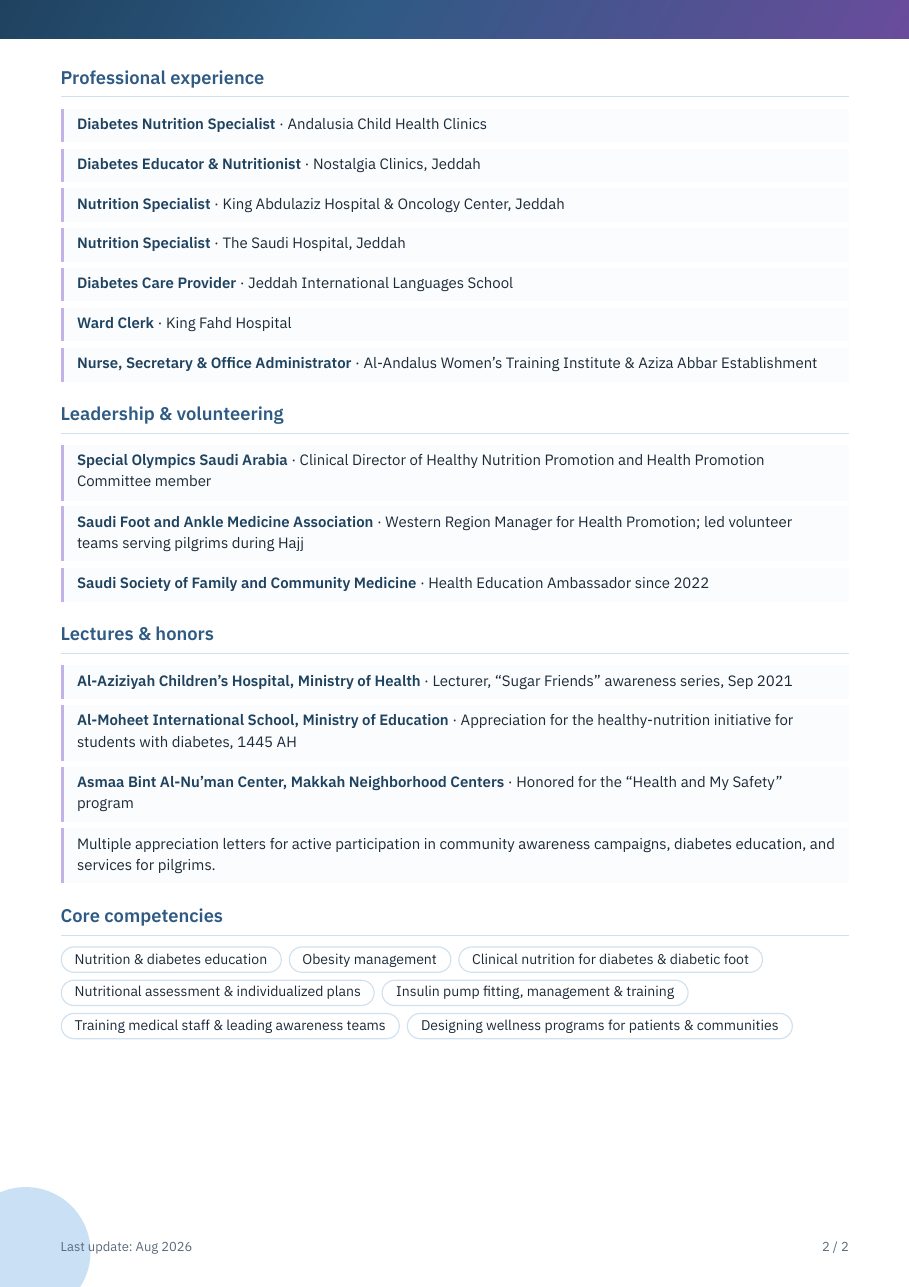 Professional experience
Diabetes Nutrition Specialist · Andalusia Child Health Clinics
Diabetes Educator & Nutritionist · Nostalgia Clinics, Jeddah
Nutrition Specialist · King Abdulaziz Hospital & Oncology Center, Jeddah
Nutrition Specialist · The Saudi Hospital, Jeddah
Diabetes Care Provider · Jeddah International Languages School
Ward Clerk · King Fahd Hospital
Nurse, Secretary & Office Administrator · Al-Andalus Women’s Training Institute & Aziza Abbar Establishment
Leadership & volunteering
Special Olympics Saudi Arabia · Clinical Director of Healthy Nutrition Promotion and Health Promotion
Committee member
Saudi Foot and Ankle Medicine Association · Western Region Manager for Health Promotion; led volunteer
teams serving pilgrims during Hajj
Saudi Society of Family and Community Medicine · Health Education Ambassador since 2022
Lectures & honors
Al-Aziziyah Children’s Hospital, Ministry of Health · Lecturer, “Sugar Friends” awareness series, Sep 2021
Al-Moheet International School, Ministry of Education · Appreciation for the healthy-nutrition initiative for
students with diabetes, 1445 AH
Asmaa Bint Al-Nu’man Center, Makkah Neighborhood Centers · Honored for the “Health and My Safety”
program
Multiple appreciation letters for active participation in community awareness campaigns, diabetes education, and
services for pilgrims.
Core competencies
Nutrition & diabetes education
Obesity management
Clinical nutrition for diabetes & diabetic foot
Nutritional assessment & individualized plans
Insulin pump fitting, management & training
Training medical staff & leading awareness teams
Designing wellness programs for patients & communities
Last update: Aug 2026
2 / 2